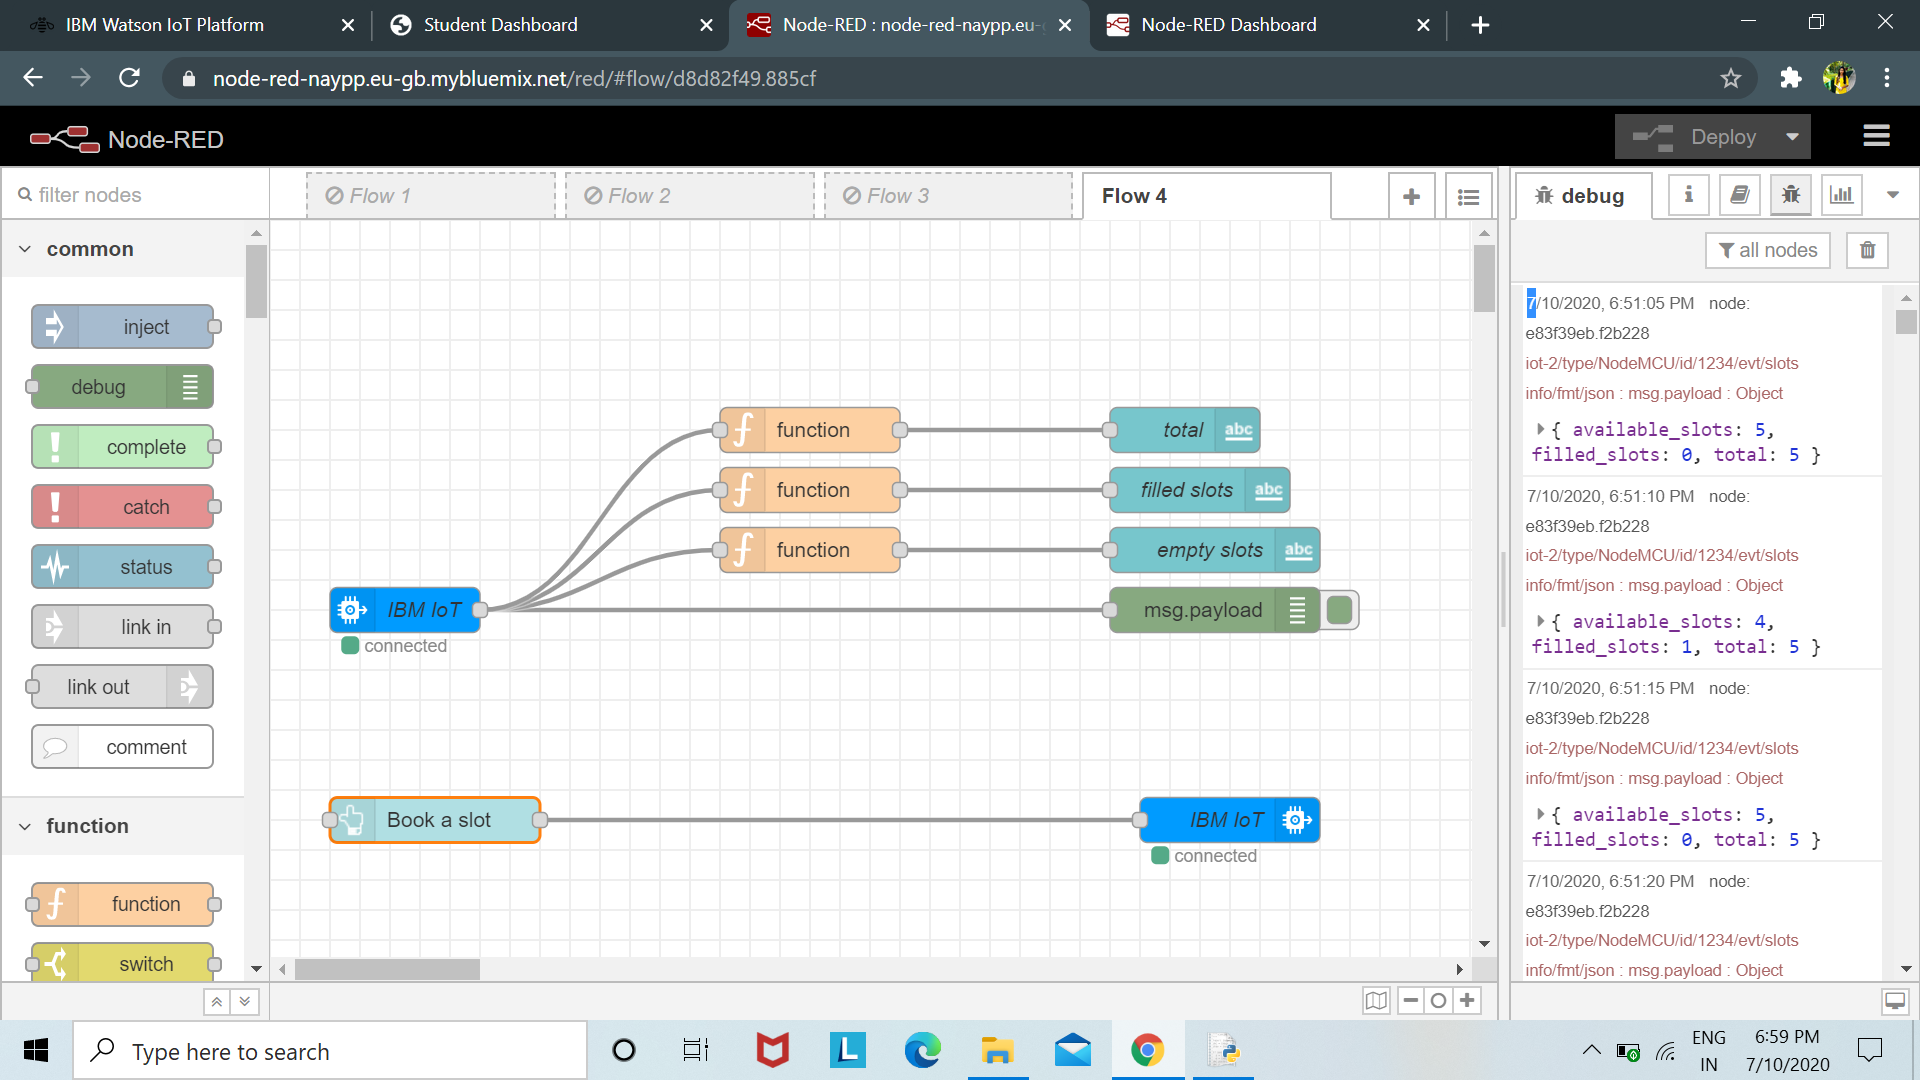 IBM Watson IoT Platform
Student Dashboard
Node-RED : node-red-naypp.eu-g
Node-RED Dashboard
node-red-naypp.eu-gb.mybluemix.net/red/#flow/d8d82f49.885cf
Node-RED
Deploy
filter nodes
Flow 1
Flow 2
Flow 3
Flow 4
debug
i
all nodes
common
inject
debug
complete
catch
status
link in
link out
comment
function
function
switch
function
total
abc
function
filled slots
abc
function
empty slots
abc
IBM IoT
connected
msg.payload
Book a slot
IBM IoT
connected
7/10/2020, 6:51:05 PM node:
e83f39eb.f2b228
iot-2/type/NodeMCU/id/1234/evt/slots
info/fmt/json : msg.payload : Object
{ available_slots: 5,
filled_slots: 0, total: 5 }
7/10/2020, 6:51:10 PM node:
e83f39eb.f2b228
iot-2/type/NodeMCU/id/1234/evt/slots
info/fmt/json : msg.payload : Object
{ available_slots: 4,
filled_slots: 1, total: 5 }
7/10/2020, 6:51:15 PM node:
e83f39eb.f2b228
iot-2/type/NodeMCU/id/1234/evt/slots
info/fmt/json : msg.payload : Object
{ available_slots: 5,
filled_slots: 0, total: 5 }
7/10/2020, 6:51:20 PM node:
e83f39eb.f2b228
iot-2/type/NodeMCU/id/1234/evt/slots
info/fmt/json : msg.payload : Object
Type here to search
L
ENG
IN
6:59 PM
7/10/2020